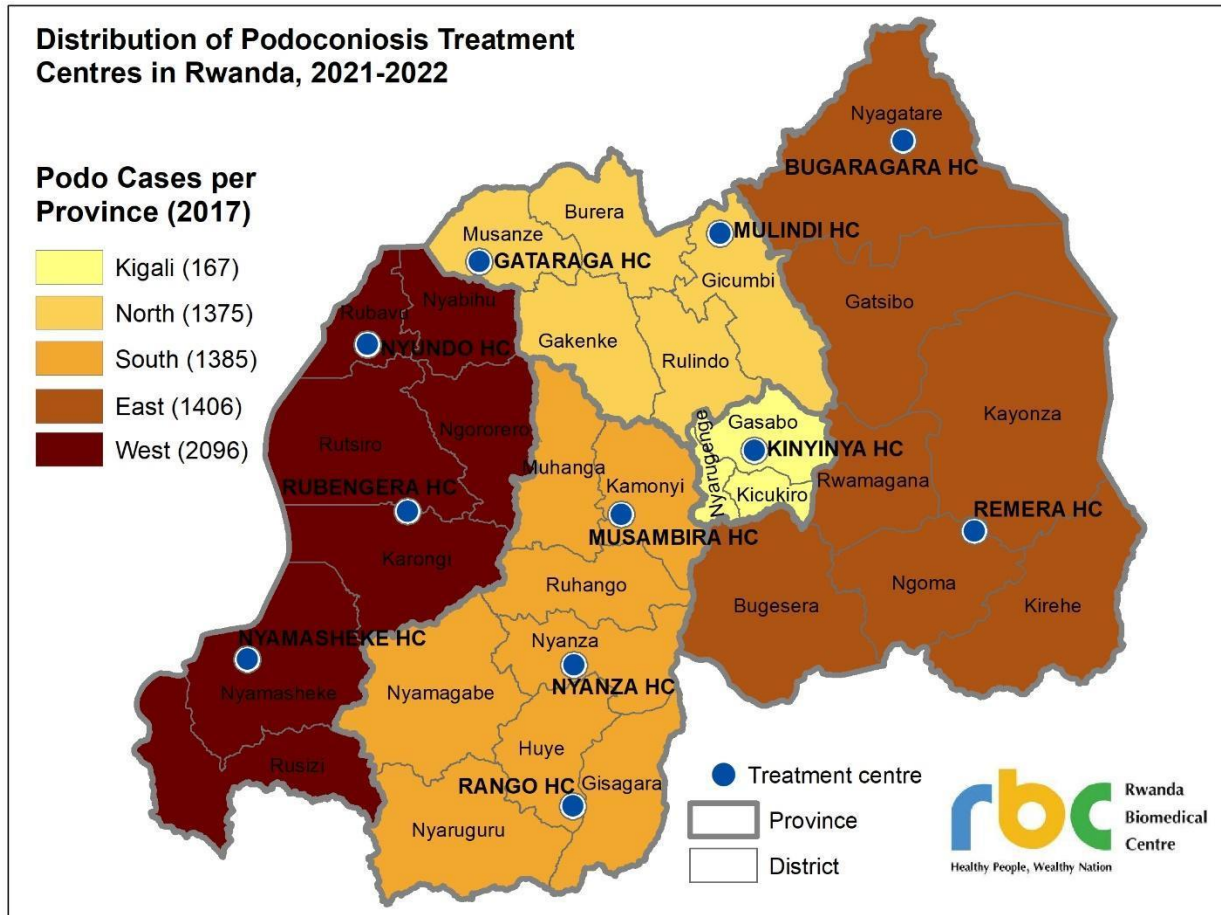 Distribution of Podoconiosis Treatment
Centres in Rwanda, 2021-2022
Podo Cases per
Province (2017)
Kigali (167)
North (1375)
South (1385)
East (1406)
West (2096)
Nyagatare
BUGARAGARA HC
Burera
Musanze
MULINDI HC
GATARAGA HC
Gicumbi
Nyabihu
Rubavu
Gatsibo
NYUNDO HC
Gakenke
Rulindo
Kayonza
Gasabo
Nyarugenge
Rutsiro
Ngororero
KINYINYA HC
Muhanga
Kamonyi
Kicukiro
Rwamagana
RUBENGERA HC
REMERA HC
MUSAMBIRA HC
Karongi
Ruhango
Ngoma
Bugesera
Kirehe
NYAMASHEKE HC
Nyanza
Nyamasheke
Nyamagabe
NYANZA HC
Huye
Rusizi
RANGO HC
Gisagara
Nyaruguru
Treatment centre
Province
District
rbc
Rwanda
Biomedical
Centre
Healthy People, Wealthy Nation